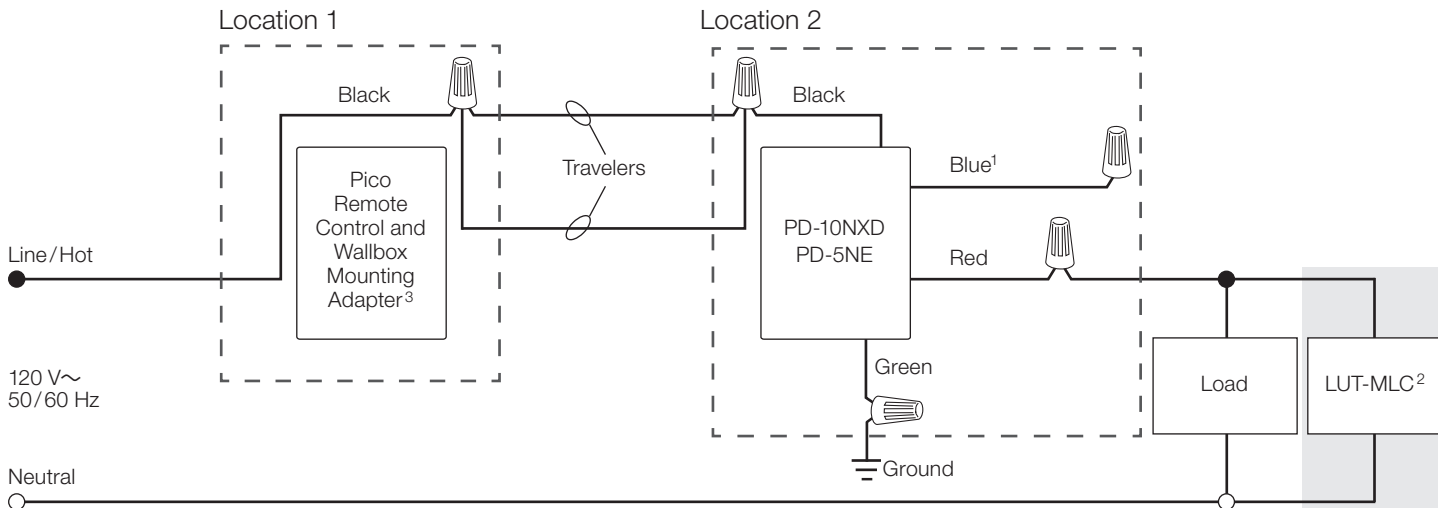 Location 1
Location 2
Black
Black
Travelers
Pico
Remote
Control and
Wallbox
Mounting
Adapter³
Blue¹
PD-10NXD
PD-5NE
Red
Line/Hot
Green
Load
LUT-MLC²
120 V~
50/60 Hz
Ground
Neutral